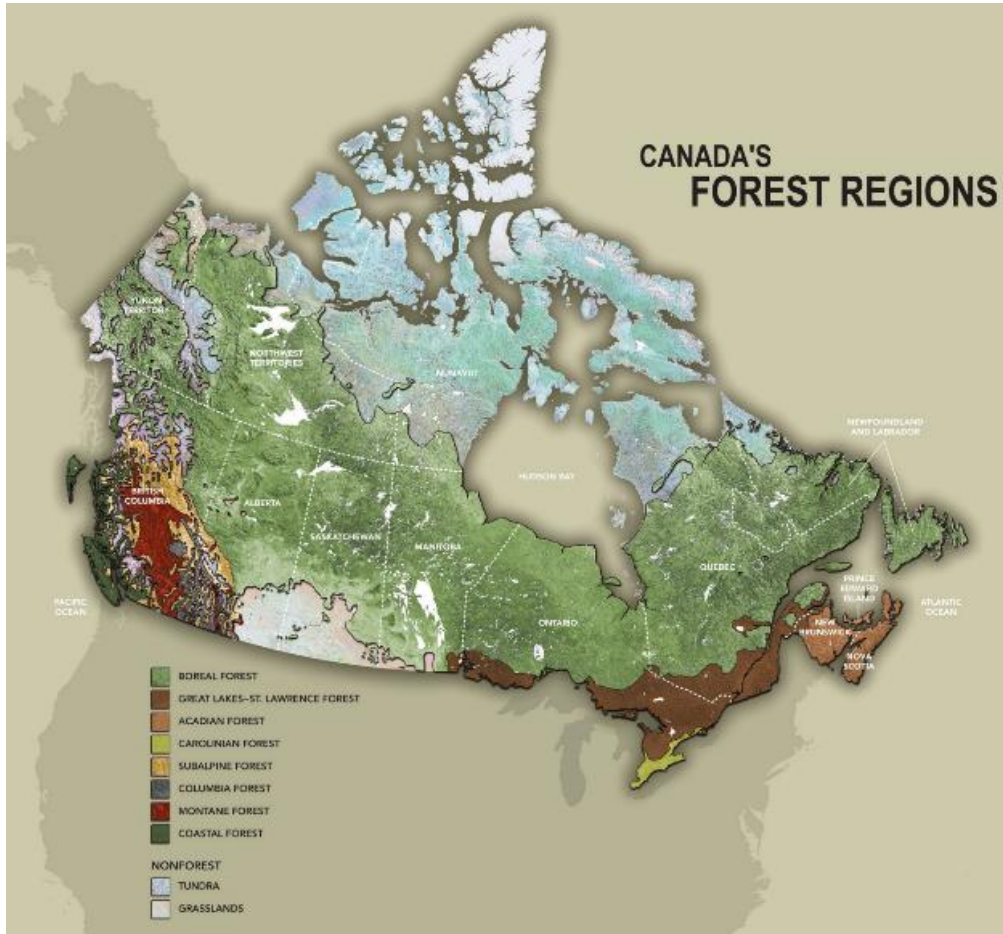 CANADA'S
FOREST REGIONS
YUKON
TERRITORY
NORTHWEST
TERRITORIES
NUNAVUT
NEWFOUNDLAND
AND LABRADOR
HUDSON BAY
BRITISH
COLUMBIA
ALBERTA
SASKATCHEWAN
MANITOBA
QUEBEC
ONTARIO
PRINCE
EDWARD
ISLAND
PACIFIC
OCEAN
ATLANTIC
OCEAN
NEW
BRUNSWICK
NOVA
SCOTIA
BOREAL FOREST
GREAT LAKES–ST. LAWRENCE FOREST
ACADIAN FOREST
CAROLINIAN FOREST
SUBALPINE FOREST
COLUMBIA FOREST
MONTANE FOREST
COASTAL FOREST
NONFOREST
TUNDRA
GRASSLANDS